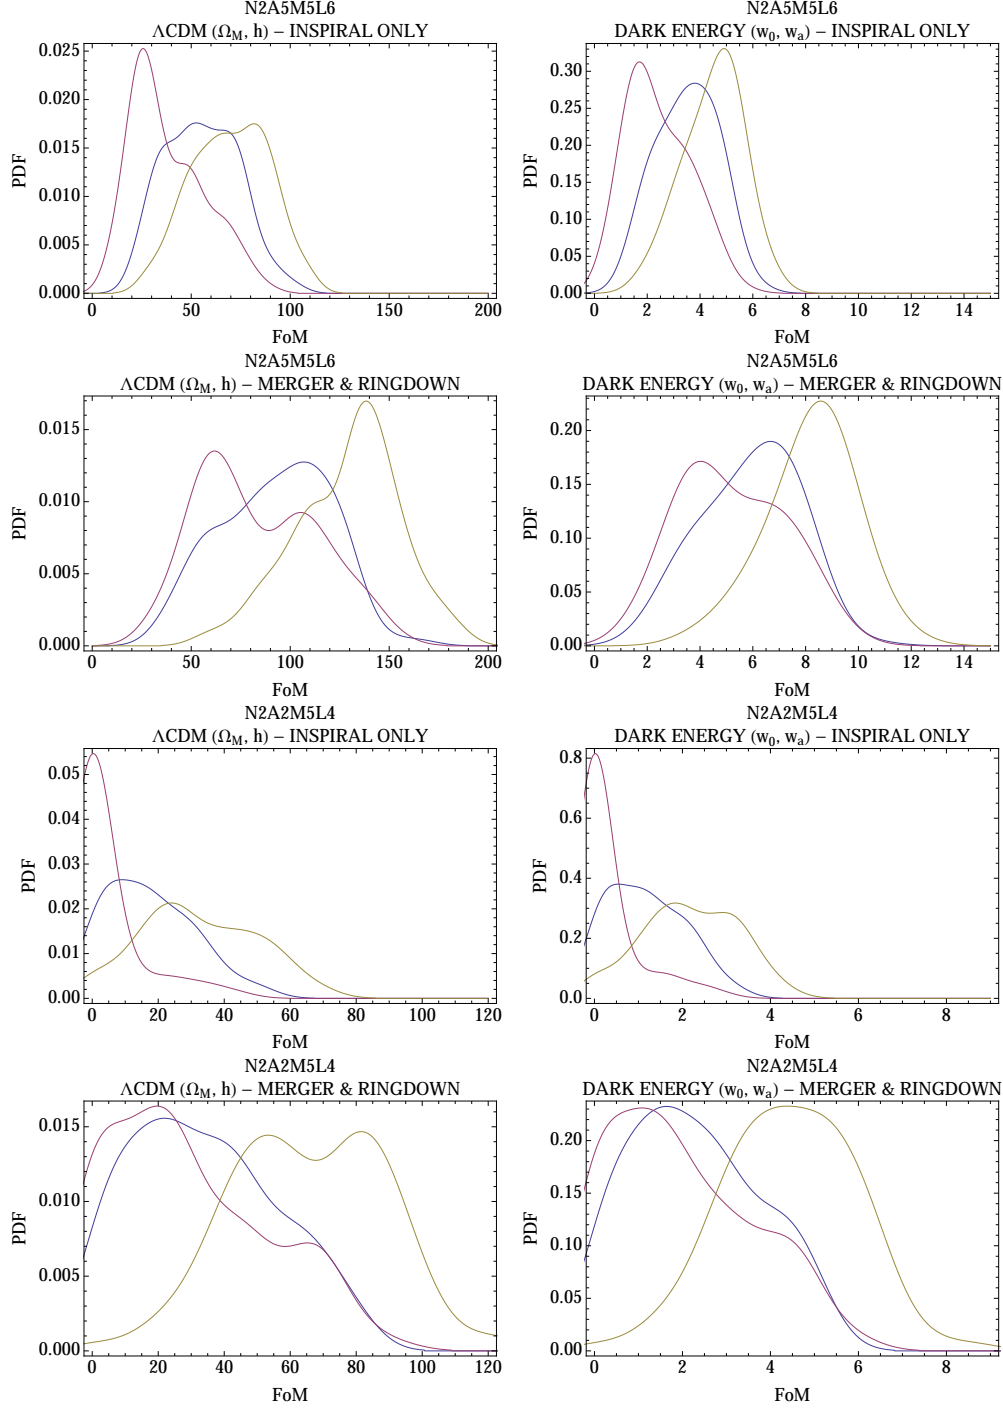 N2A5M5L6
ΛCDM (Ω_M, h) – INSPIRAL ONLY
0.025
0.020
0.015
0.010
0.005
0.000
PDF
0 50 100 150 200
FoM
N2A5M5L6
DARK ENERGY (w_0, w_a) – INSPIRAL ONLY
0.30
0.25
0.20
0.15
0.10
0.05
0.00
PDF
0 2 4 6 8 10 12 14
FoM
N2A5M5L6
ΛCDM (Ω_M, h) – MERGER & RINGDOWN
0.015
0.010
0.005
0.000
PDF
0 50 100 150 200
FoM
N2A5M5L6
DARK ENERGY (w_0, w_a) – MERGER & RINGDOWN
0.20
0.15
0.10
0.05
0.00
PDF
0 2 4 6 8 10 12 14
FoM
N2A2M5L4
ΛCDM (Ω_M, h) – INSPIRAL ONLY
0.05
0.04
0.03
0.02
0.01
0.00
PDF
0 20 40 60 80 100 120
FoM
N2A2M5L4
DARK ENERGY (w_0, w_a) – INSPIRAL ONLY
0.8
0.6
0.4
0.2
0.0
PDF
0 2 4 6 8
FoM
N2A2M5L4
ΛCDM (Ω_M, h) – MERGER & RINGDOWN
0.015
0.010
0.005
0.000
PDF
0 20 40 60 80 100 120
FoM
N2A2M5L4
DARK ENERGY (w_0, w_a) – MERGER & RINGDOWN
0.20
0.15
0.10
0.05
0.00
PDF
0 2 4 6 8
FoM